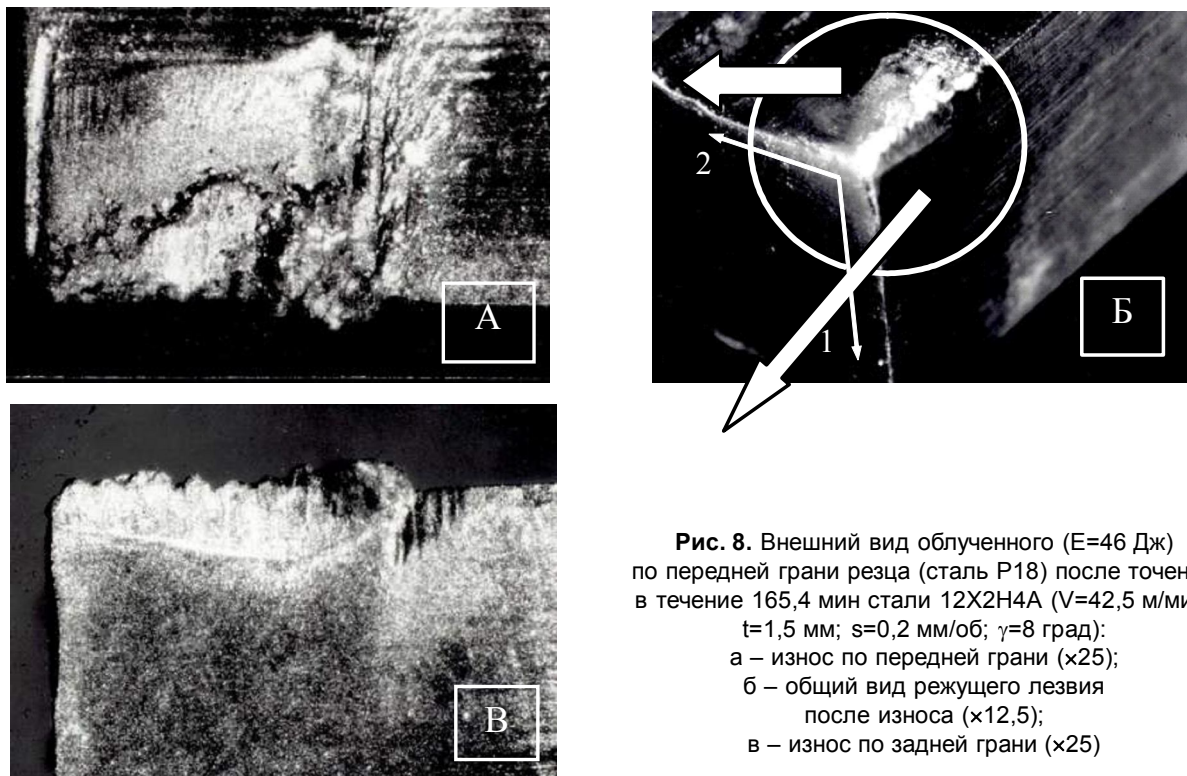 А
2
1
Б
В
Рис. 8. Внешний вид облученного (E=46 Дж)
по передней грани резца (сталь Р18) после точен
в течение 165,4 мин стали 12Х2Н4А (V=42,5 м/ми
t=1,5 мм; s=0,2 мм/об; γ=8 град):
а – износ по передней грани (×25);
б – общий вид режущего лезвия
после износа (×12,5);
в – износ по задней грани (×25)